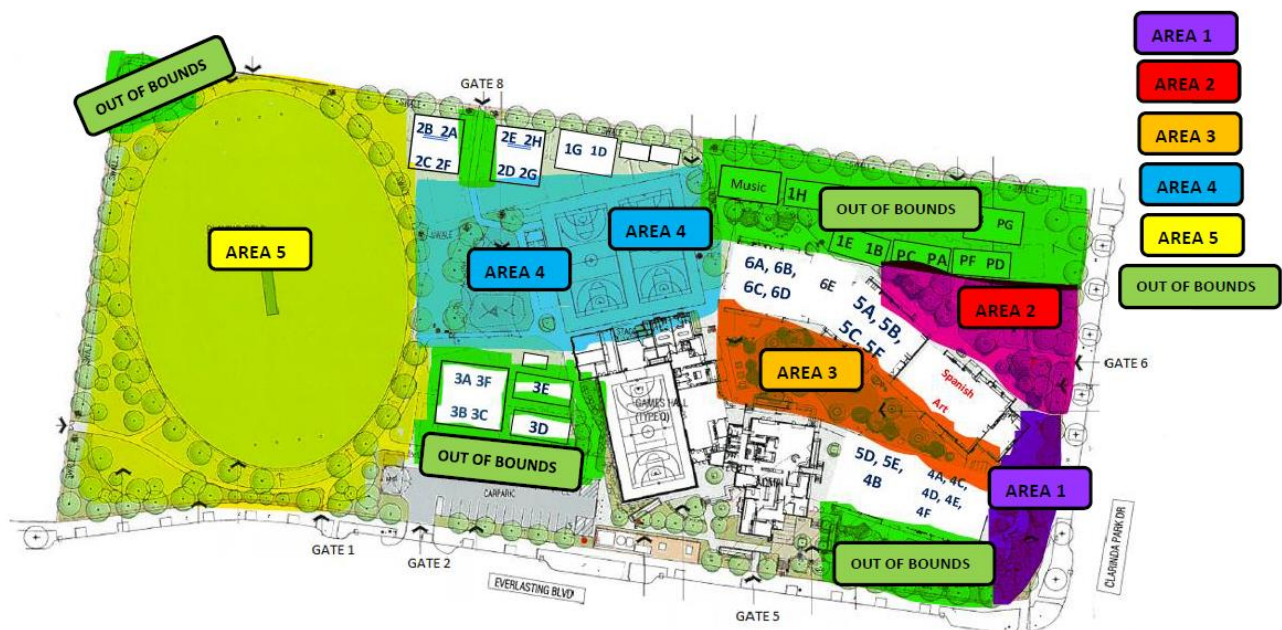 OUT OF BOUNDS
GATE 8
2B 2A
2C 2F
2E 2H
2D 2G
1G 1D
Music
1H
OUT OF BOUNDS
PG
1E 1B
PC PA
PF PD
AREA 5
AREA 4
AREA 4
6A, 6B,
6C, 6D
6E
5A, 5B,
5C, 5F
AREA 2
GATE 6
Spanish
Art
AREA 3
3A 3F
3B 3C
3E
3D
GAMES HALL
OUT OF BOUNDS
CARPARK
5D, 5E,
4B
4A, 4C,
4D, 4E,
4F
AREA 1
OUT OF BOUNDS
CLARINDA PARK DR
GATE 1
GATE 2
EVERLASTING BLVD
GATE 5
AREA 1
AREA 2
AREA 3
AREA 4
AREA 5
OUT OF BOUNDS